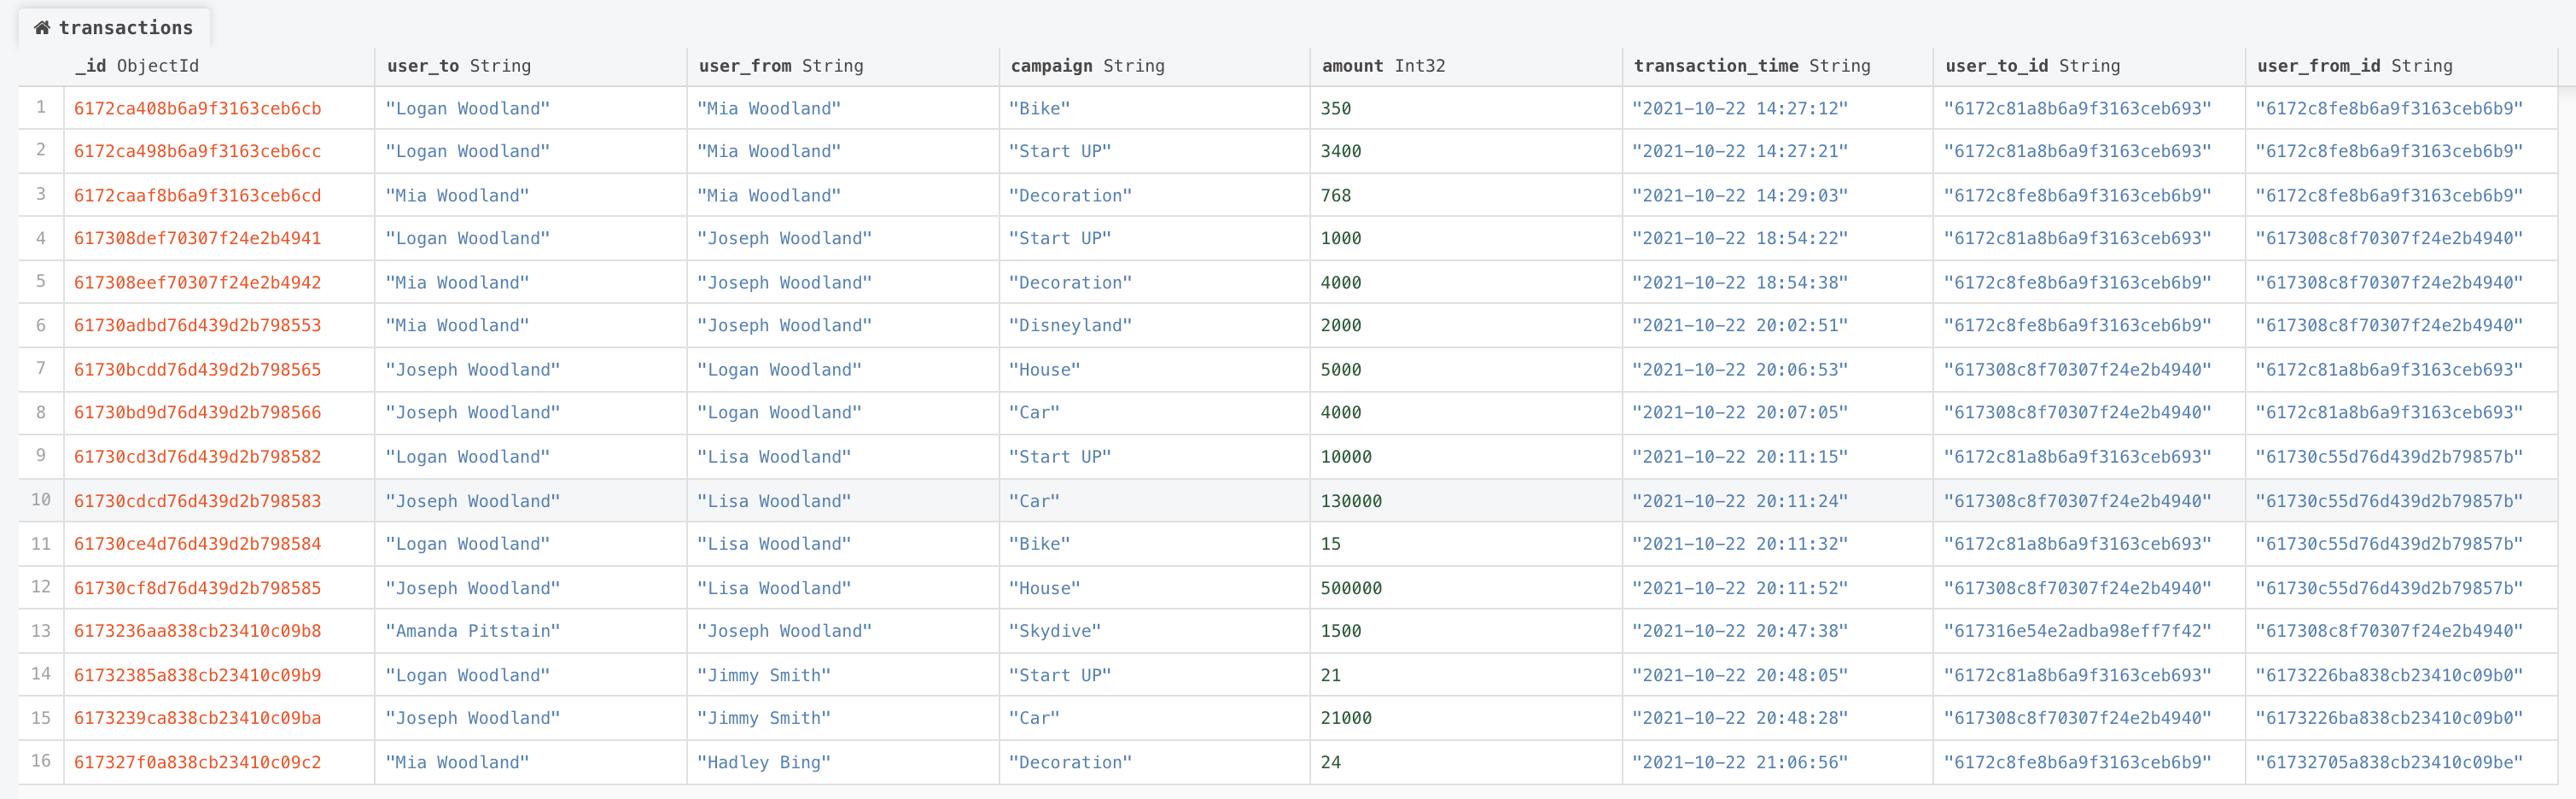 transactions
_id ObjectId user_to String user_from String campaign String amount Int32 transaction_time String user_to_id String user_from_id String
1 6172ca408b6a9f3163ceb6cb "Logan Woodland" "Mia Woodland" "Bike" 350 "2021-10-22 14:27:12" "6172c81a8b6a9f3163ceb693" "6172c8fe8b6a9f3163ceb6b9"
2 6172ca498b6a9f3163ceb6cc "Logan Woodland" "Mia Woodland" "Start UP" 3400 "2021-10-22 14:27:21" "6172c81a8b6a9f3163ceb693" "6172c8fe8b6a9f3163ceb6b9"
3 6172caaf8b6a9f3163ceb6cd "Mia Woodland" "Mia Woodland" "Decoration" 768 "2021-10-22 14:29:03" "6172c8fe8b6a9f3163ceb6b9" "6172c8fe8b6a9f3163ceb6b9"
4 617308def70307f24e2b4941 "Logan Woodland" "Joseph Woodland" "Start UP" 1000 "2021-10-22 18:54:22" "6172c81a8b6a9f3163ceb693" "617308c8f70307f24e2b4940"
5 617308eef70307f24e2b4942 "Mia Woodland" "Joseph Woodland" "Decoration" 4000 "2021-10-22 18:54:38" "6172c8fe8b6a9f3163ceb6b9" "617308c8f70307f24e2b4940"
6 61730adbd76d439d2b798553 "Mia Woodland" "Joseph Woodland" "Disneyland" 2000 "2021-10-22 20:02:51" "6172c8fe8b6a9f3163ceb6b9" "617308c8f70307f24e2b4940"
7 61730bcdd76d439d2b798565 "Joseph Woodland" "Logan Woodland" "House" 5000 "2021-10-22 20:06:53" "617308c8f70307f24e2b4940" "6172c81a8b6a9f3163ceb693"
8 61730bd9d76d439d2b798566 "Joseph Woodland" "Logan Woodland" "Car" 4000 "2021-10-22 20:07:05" "617308c8f70307f24e2b4940" "6172c81a8b6a9f3163ceb693"
9 61730cd3d76d439d2b798582 "Logan Woodland" "Lisa Woodland" "Start UP" 10000 "2021-10-22 20:11:15" "6172c81a8b6a9f3163ceb693" "61730c55d76d439d2b79857b"
10 61730cdcd76d439d2b798583 "Joseph Woodland" "Lisa Woodland" "Car" 130000 "2021-10-22 20:11:24" "617308c8f70307f24e2b4940" "61730c55d76d439d2b79857b"
11 61730ce4d76d439d2b798584 "Logan Woodland" "Lisa Woodland" "Bike" 15 "2021-10-22 20:11:32" "6172c81a8b6a9f3163ceb693" "61730c55d76d439d2b79857b"
12 61730cf8d76d439d2b798585 "Joseph Woodland" "Lisa Woodland" "House" 500000 "2021-10-22 20:11:52" "617308c8f70307f24e2b4940" "61730c55d76d439d2b79857b"
13 6173236aa838cb23410c09b8 "Amanda Pitstain" "Joseph Woodland" "Skydive" 1500 "2021-10-22 20:47:38" "617316e54e2adba98eff7f42" "617308c8f70307f24e2b4940"
14 61732385a838cb23410c09b9 "Logan Woodland" "Jimmy Smith" "Start UP" 21 "2021-10-22 20:48:05" "6172c81a8b6a9f3163ceb693" "6173226ba838cb23410c09b0"
15 6173239ca838cb23410c09ba "Joseph Woodland" "Jimmy Smith" "Car" 21000 "2021-10-22 20:48:28" "617308c8f70307f24e2b4940" "6173226ba838cb23410c09b0"
16 617327f0a838cb23410c09c2 "Mia Woodland" "Hadley Bing" "Decoration" 24 "2021-10-22 21:06:56" "6172c8fe8b6a9f3163ceb6b9" "61732705a838cb23410c09be"